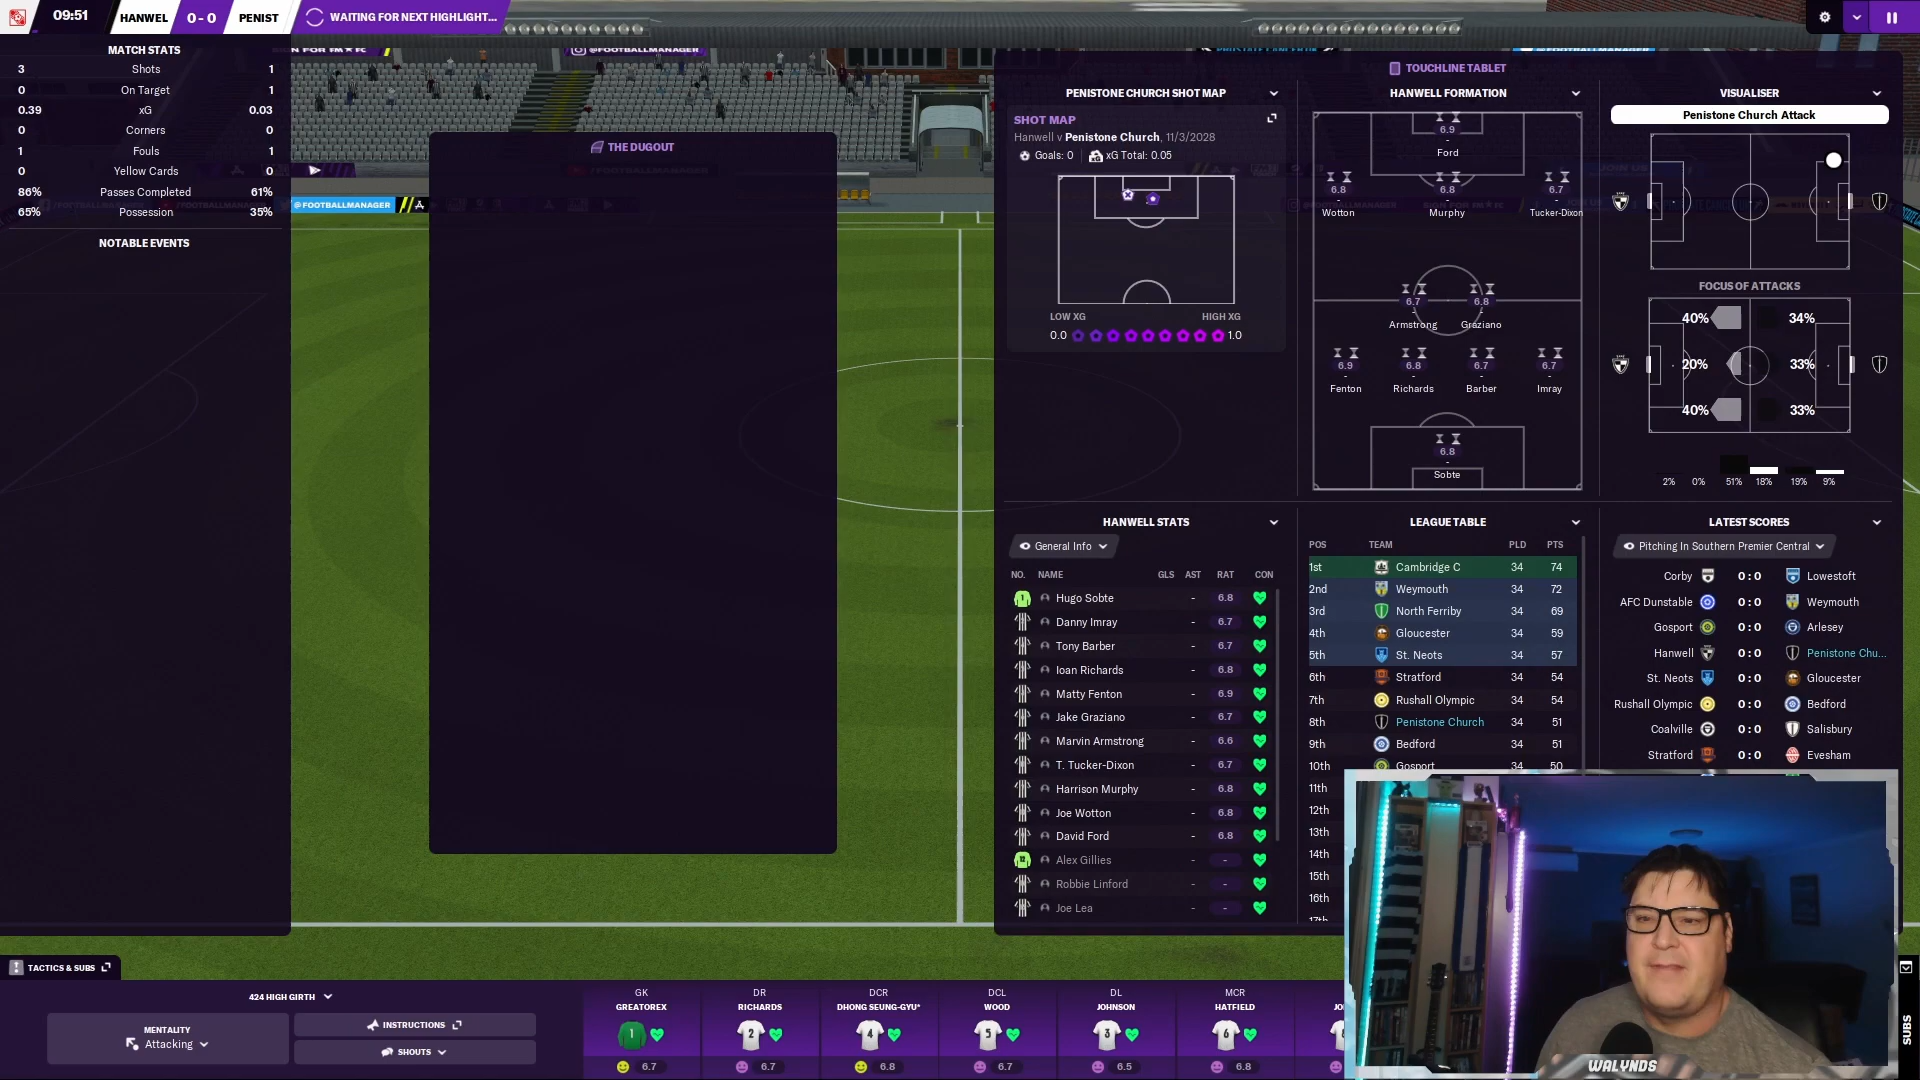 09:51 HANWEL 0 - 0 PENIST WAITING FOR NEXT HIGHLIGHT...
MATCH STATS
3 Shots 1
0 On Target 1
0.39 xG 0.03
0 Corners 0
1 Fouls 1
0 Yellow Cards 0
86% Passes Completed 61%
65% Possession 35%
NOTABLE EVENTS
@FOOTBALLMANAGER
@FOOTBALLMANAGER
THE DUGOUT
TOUCHLINE TABLET
PENISTONE CHURCH SHOT MAP
SHOT MAP
Hanwell v Penistone Church, 11/3/2028
Goals: 0 xG Total: 0.05
LOW XG HIGH XG
0.0 1.0
HANWELL FORMATION
6.9
-
Ford
6.8 6.8 6.7
- - -
Wotton Murphy Tucker-Dixon
6.7 6.8
- -
Armstrong Graziano
6.9 6.8 6.7 6.7
- - - -
Fenton Richards Barber Imray
6.8
-
Sobte
VISUALISER
Penistone Church Attack
FOCUS OF ATTACKS
40% 34%
20% 33%
40% 33%
2% 0% 51% 18% 19% 9%
HANWELL STATS
General Info
NO. NAME GLS AST RAT CON
1 Hugo Sobte - 6.8
Danny Imray - 6.7
Tony Barber - 6.7
Ioan Richards - 6.8
Matty Fenton - 6.9
Jake Graziano - 6.7
Marvin Armstrong - 6.6
T. Tucker-Dixon - 6.7
Harrison Murphy - 6.8
Joe Wotton - 6.8
David Ford - 6.8
12 Alex Gillies - -
Robbie Linford - -
Joe Lea - -
LEAGUE TABLE
POS TEAM PLD PTS
1st Cambridge C 34 74
2nd Weymouth 34 72
3rd North Ferriby 34 69
4th Gloucester 34 59
5th St. Neots 34 57
6th Stratford 34 54
7th Rushall Olympic 34 54
8th Penistone Church 34 51
9th Bedford 34 51
10th Gosport 34 50
11th
12th
13th
14th
15th
16th
17th
LATEST SCORES
Pitching In Southern Premier Central
Corby 0 : 0 Lowestoft
AFC Dunstable 0 : 0 Weymouth
Gosport 0 : 0 Arlesey
Hanwell 0 : 0 Penistone Chu...
St. Neots 0 : 0 Gloucester
Rushall Olympic 0 : 0 Bedford
Coalville 0 : 0 Salisbury
Stratford 0 : 0 Evesham
TACTICS & SUBS
424 HIGH GIRTH
MENTALITY
Attacking
INSTRUCTIONS
SHOUTS
GK DR DCR DCL DL MCR
GREATOREX RICHARDS DHONG SEUNG-GYU* WOOD JOHNSON HATFIELD
1 2 4 5 3 6
6.7 6.7 6.8 6.7 6.5 6.8
SUBS
WALYNDS